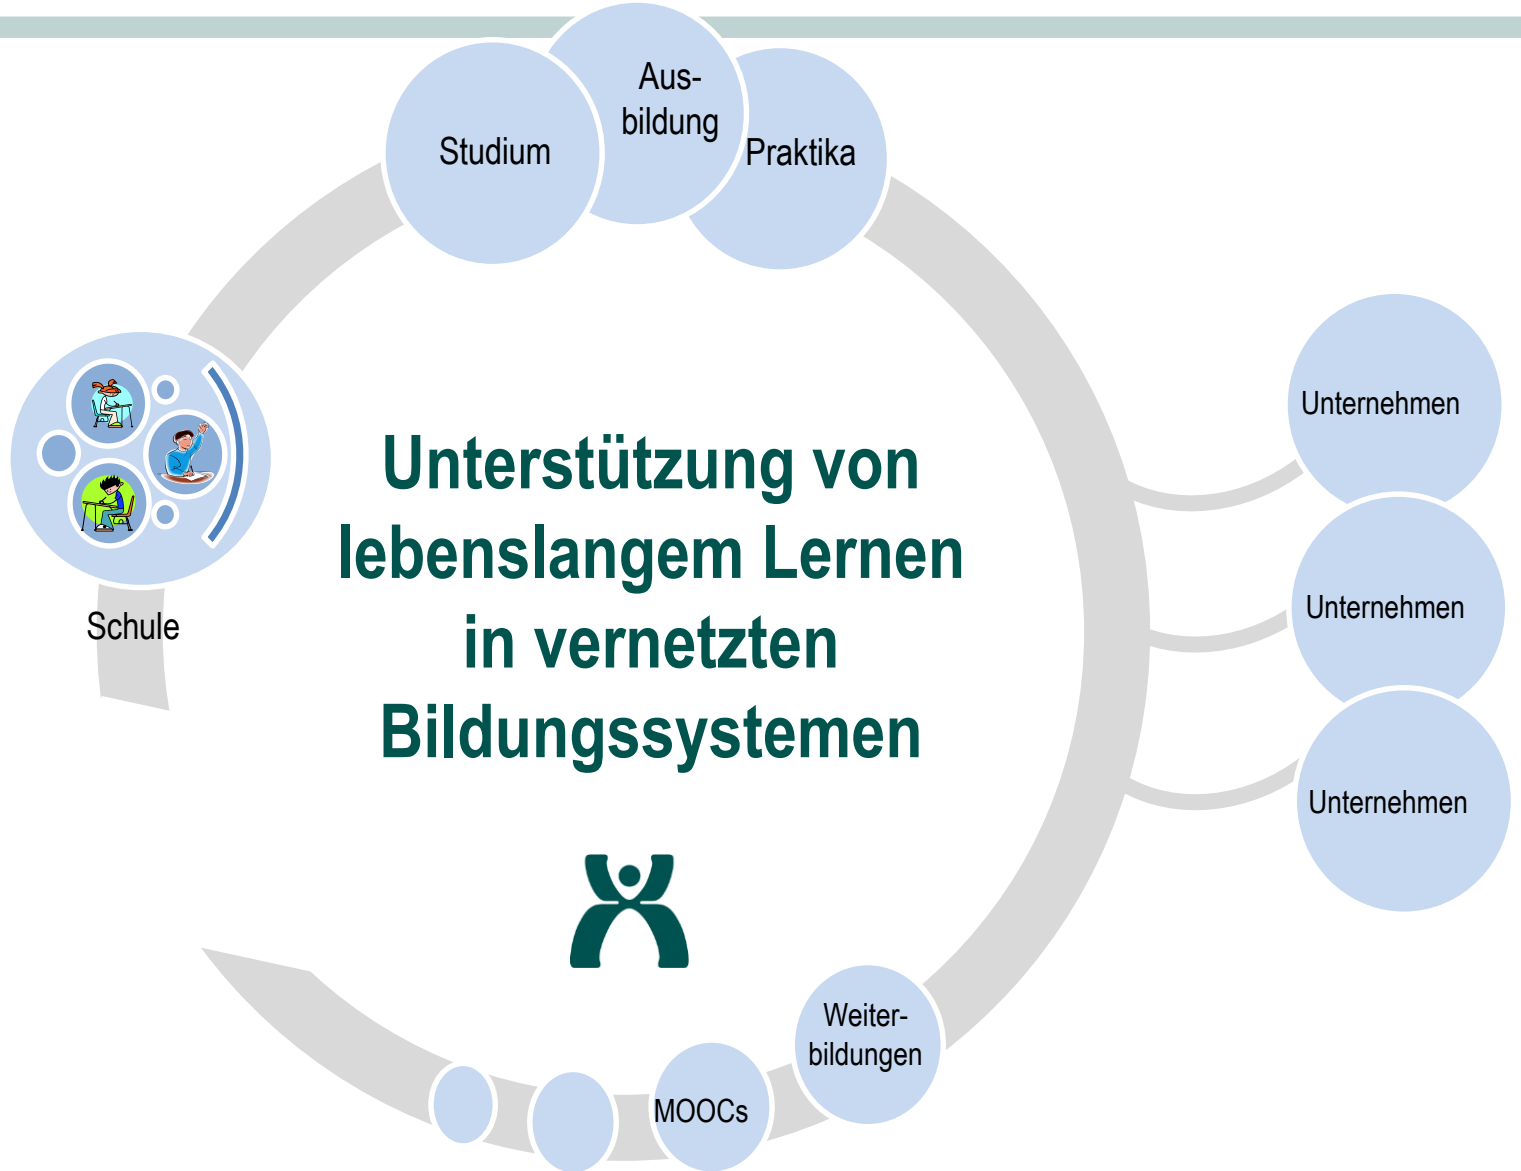 Aus-
bildung
Studium
Praktika
Schule
Unterstützung von
lebenslangem Lernen
in vernetzten
Bildungssystemen
Unternehmen
Unternehmen
Unternehmen
Weiter-
bildungen
MOOCs